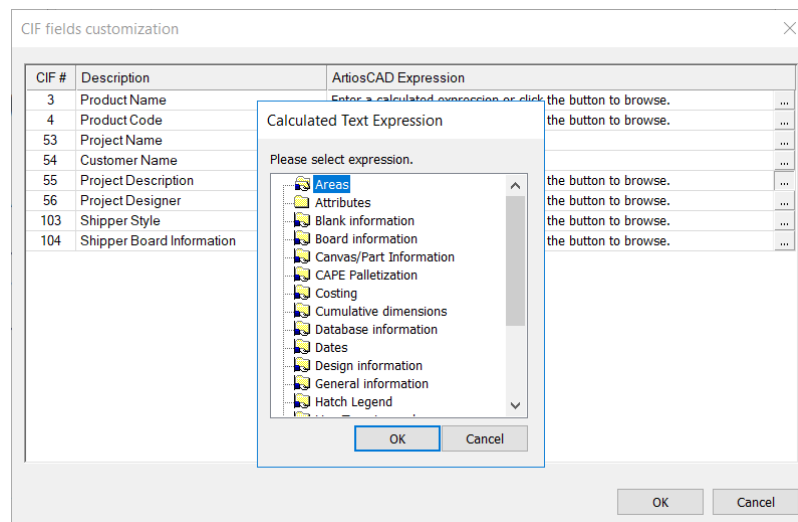 CIF fields customization
CIF # Description ArtiosCAD Expression
3 Product Name Enter a calculated expression or click the button to browse. ...
4 Product Code the button to browse. ...
53 Project Name ...
54 Customer Name ...
55 Project Description the button to browse. ...
56 Project Designer the button to browse. ...
103 Shipper Style the button to browse. ...
104 Shipper Board Information the button to browse. ...
Calculated Text Expression
Please select expression.
Areas
Attributes
Blank information
Board information
Canvas/Part Information
CAPE Palletization
Costing
Cumulative dimensions
Database information
Dates
Design information
General information
Hatch Legend
OK Cancel
OK Cancel